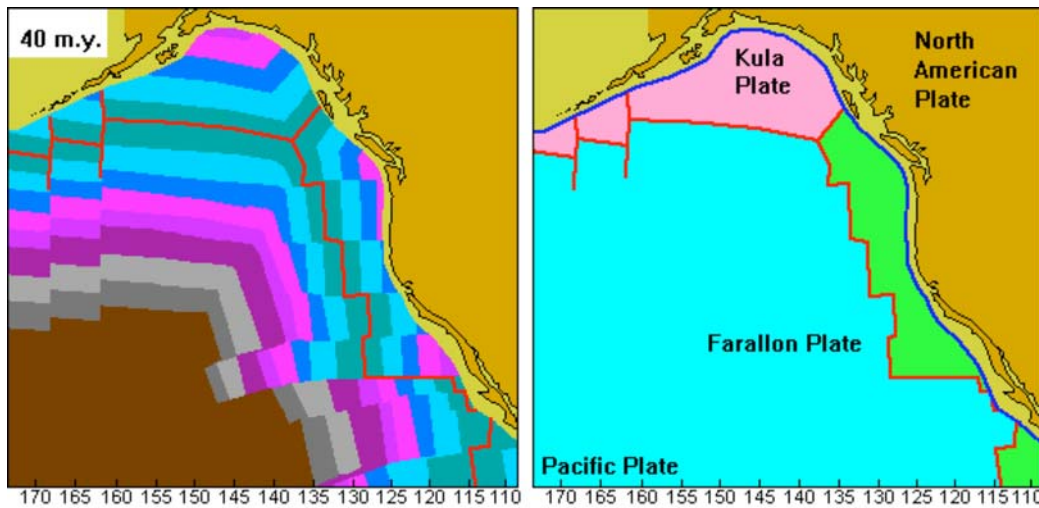 40 m.y.
170 165 160 155 150 145 140 135 130 125 120 115 110
Kula
Plate
North
American
Plate
Farallon Plate
Pacific Plate
170 165 160 155 150 145 140 135 130 125 120 115 110